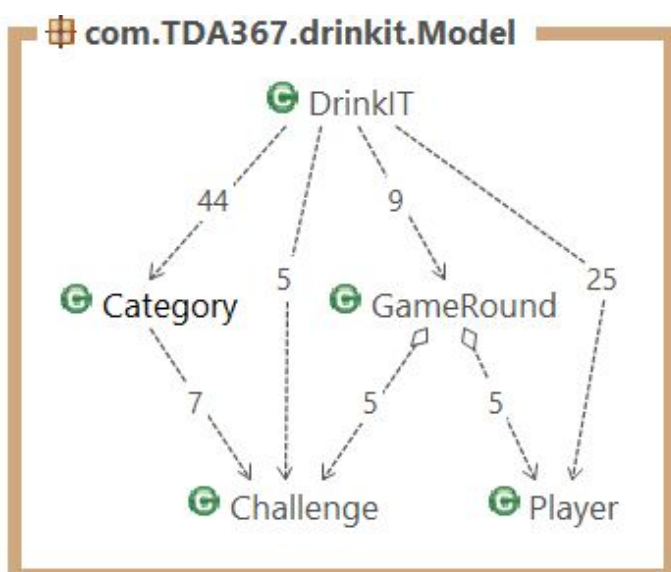 com.TDA367.drinkit.Model
DrinkIT
44
9
5
25
Category
GameRound
7
5
5
Challenge
Player